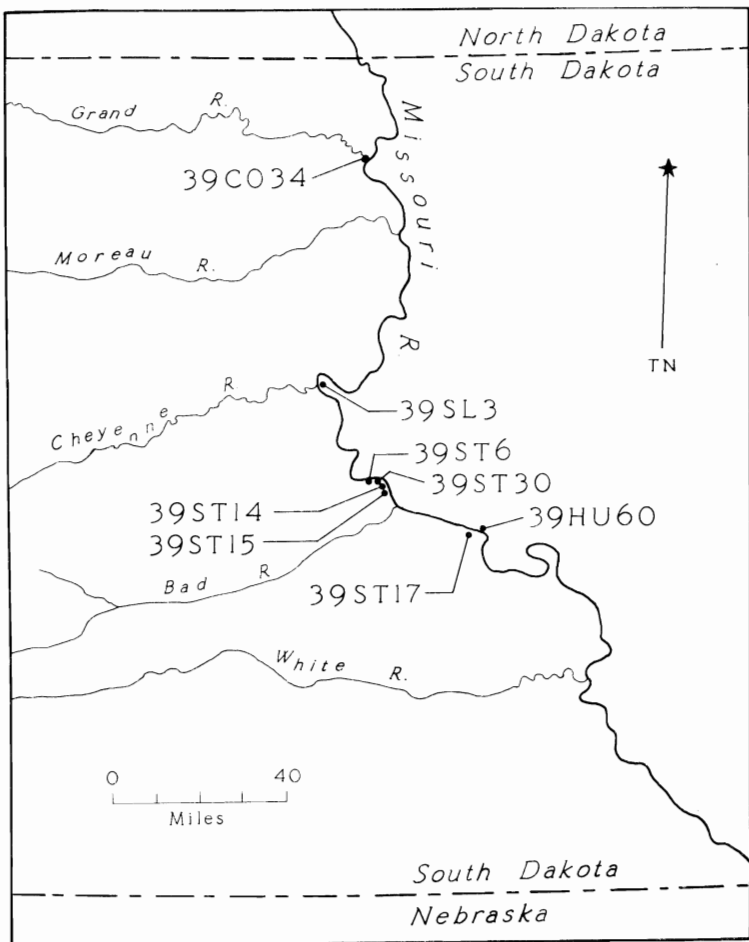 North Dakota
South Dakota
Grand R.
Missouri R
39CO34
Moreau R.
TN
Cheyenne R
39SL3
39ST6
39ST30
39ST14
39HU60
39ST15
Bad R
39ST17
White R.
0 40
Miles
South Dakota
Nebraska